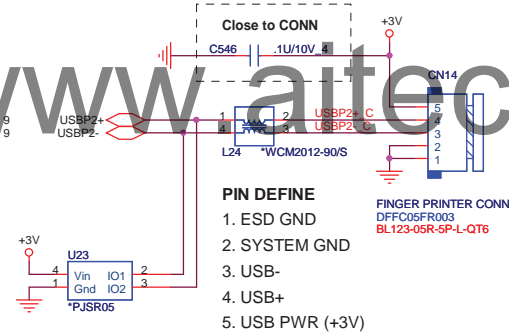 Close to CONN
+3V
C546 .1U/10V_4
www.aitec
CN14
9 USBP2+ 1 2 USBP2+_C 5
9 USBP2- 4 3 USBP2-_C 4
3
2
1
L24 *WCM2012-90/S
PIN DEFINE
1. ESD GND
2. SYSTEM GND
3. USB-
4. USB+
5. USB PWR (+3V)
FINGER PRINTER CONN
DFFC05FR003
BL123-05R-5P-L-QT6
+3V
U23
4 Vin IO1 2
1 Gnd IO2 3
*PJSR05